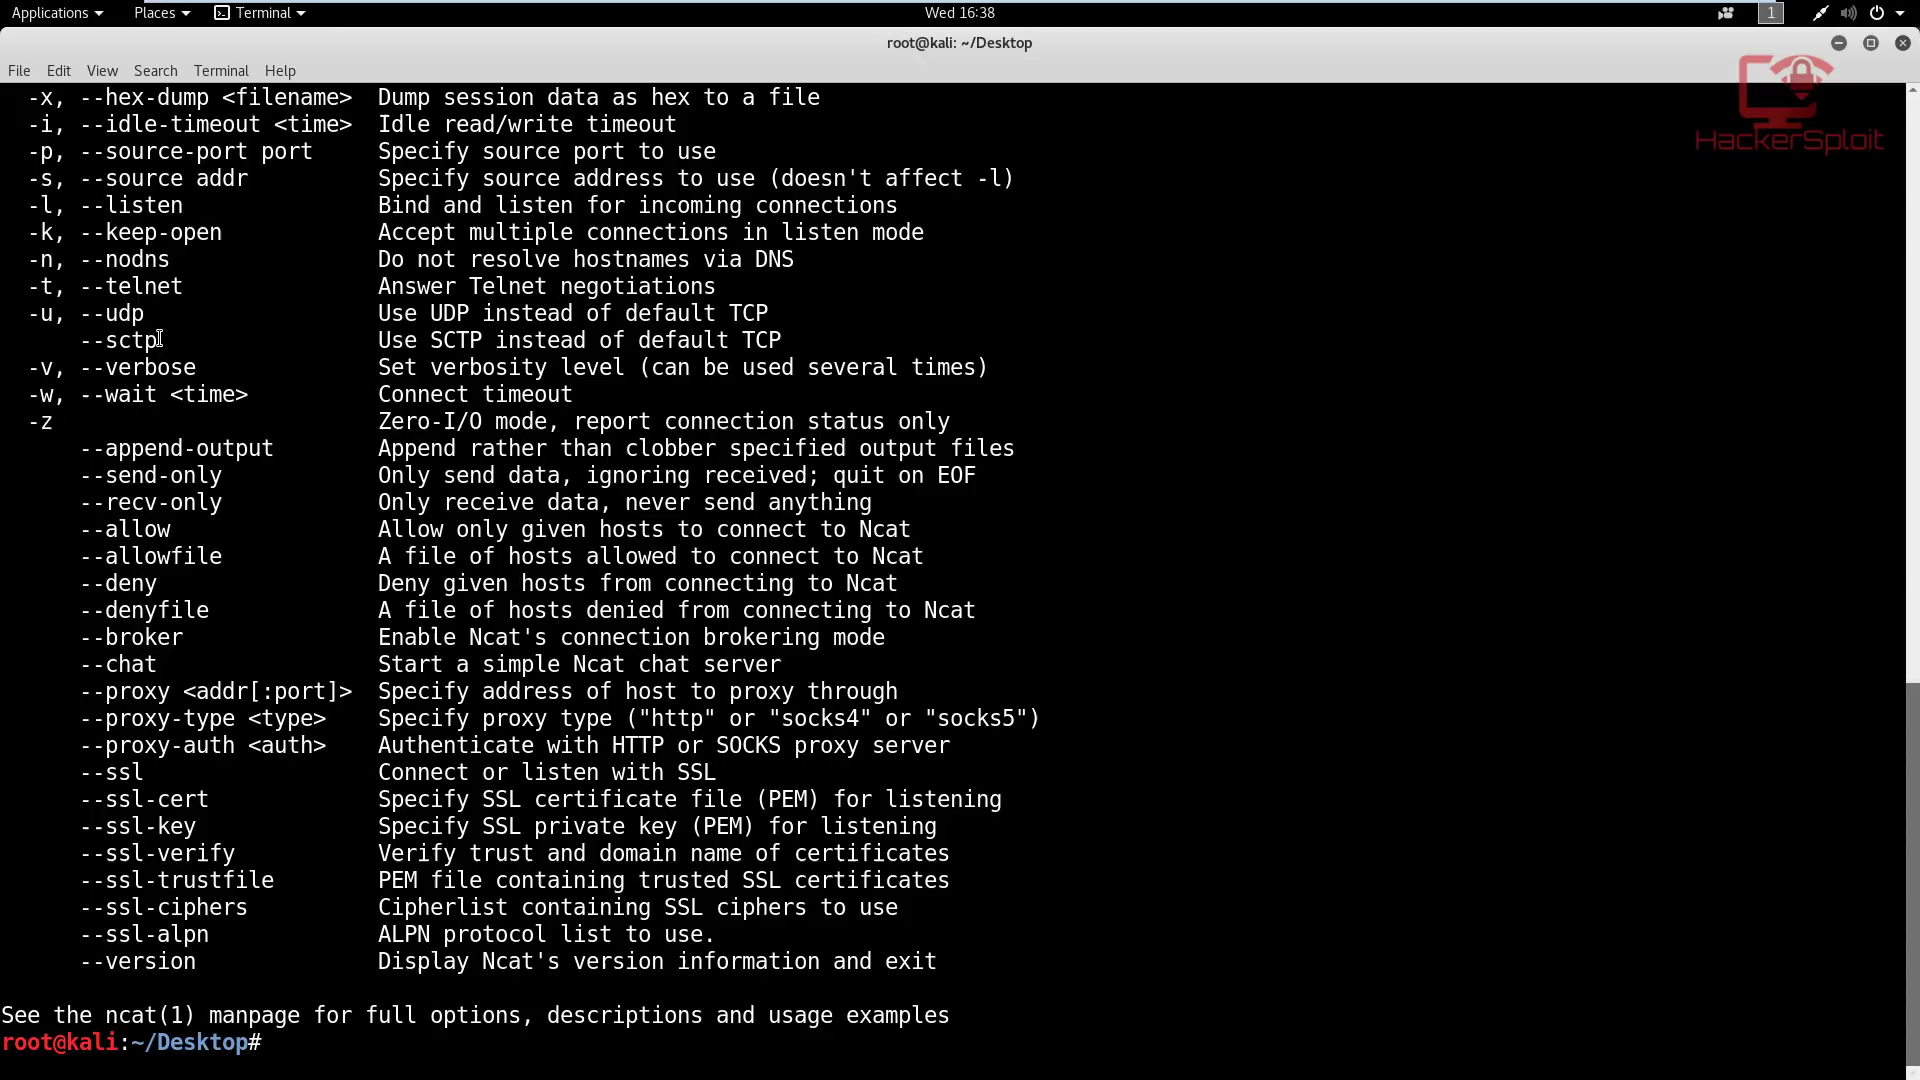 Applications Places Terminal Wed 16:38 1
root@kali: ~/Desktop
File Edit View Search Terminal Help
HackerSploit
-x, --hex-dump <filename> Dump session data as hex to a file
-i, --idle-timeout <time> Idle read/write timeout
-p, --source-port port Specify source port to use
-s, --source addr Specify source address to use (doesn't affect -l)
-l, --listen Bind and listen for incoming connections
-k, --keep-open Accept multiple connections in listen mode
-n, --nodns Do not resolve hostnames via DNS
-t, --telnet Answer Telnet negotiations
-u, --udp Use UDP instead of default TCP
--sctp Use SCTP instead of default TCP
-v, --verbose Set verbosity level (can be used several times)
-w, --wait <time> Connect timeout
-z Zero-I/O mode, report connection status only
--append-output Append rather than clobber specified output files
--send-only Only send data, ignoring received; quit on EOF
--recv-only Only receive data, never send anything
--allow Allow only given hosts to connect to Ncat
--allowfile A file of hosts allowed to connect to Ncat
--deny Deny given hosts from connecting to Ncat
--denyfile A file of hosts denied from connecting to Ncat
--broker Enable Ncat's connection brokering mode
--chat Start a simple Ncat chat server
--proxy <addr[:port]> Specify address of host to proxy through
--proxy-type <type> Specify proxy type ("http" or "socks4" or "socks5")
--proxy-auth <auth> Authenticate with HTTP or SOCKS proxy server
--ssl Connect or listen with SSL
--ssl-cert Specify SSL certificate file (PEM) for listening
--ssl-key Specify SSL private key (PEM) for listening
--ssl-verify Verify trust and domain name of certificates
--ssl-trustfile PEM file containing trusted SSL certificates
--ssl-ciphers Cipherlist containing SSL ciphers to use
--ssl-alpn ALPN protocol list to use.
--version Display Ncat's version information and exit
See the ncat(1) manpage for full options, descriptions and usage examples
root@kali:~/Desktop#